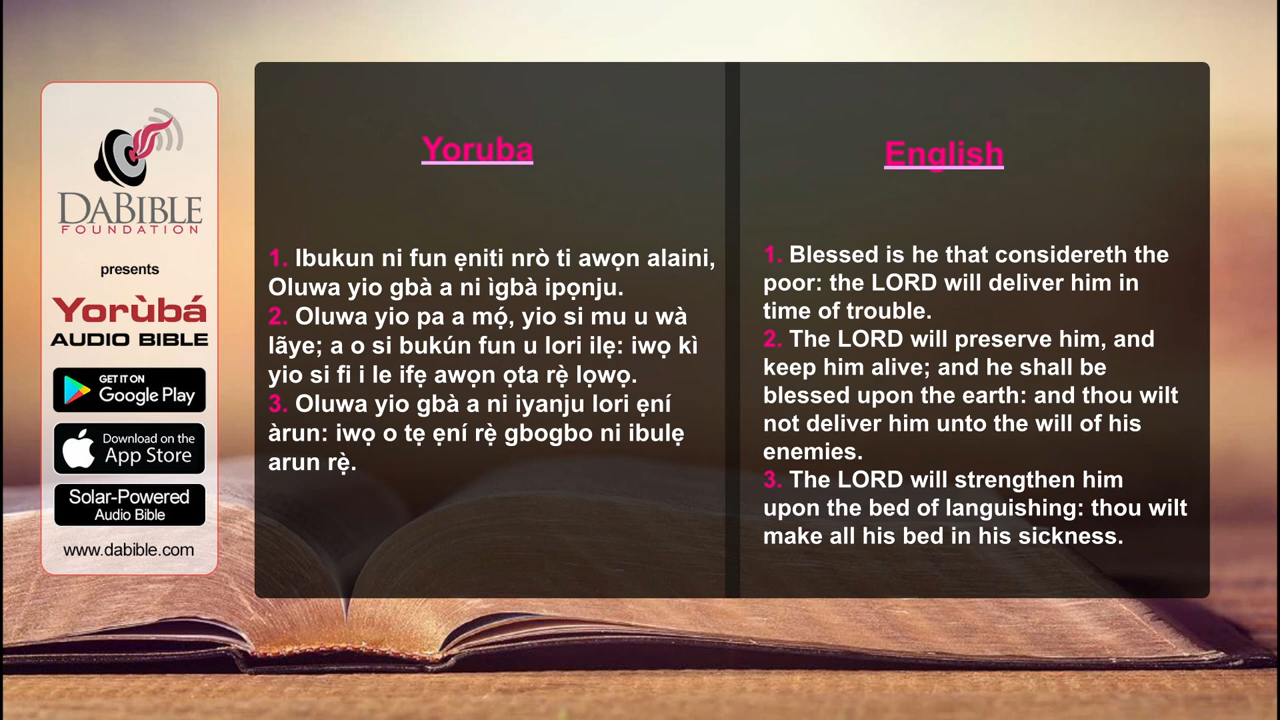 DABIBLE
FOUNDATION
presents
Yorùbá
AUDIO BIBLE
GET IT ON
Google Play
Download on the
App Store
Solar-Powered
Audio Bible
www.dabible.com
Yoruba
1. Ibukun ni fun ẹniti nrò ti awọn alaini,
Oluwa yio gbà a ni ìgbà ipọnju.
2. Oluwa yio pa a mọ́, yio si mu u wà
lãye; a o si bukún fun u lori ilẹ: iwọ kì
yio si fi i le ifẹ awọn ọta rẹ̀ lọwọ.
3. Oluwa yio gbà a ni iyanju lori ẹní
àrun: iwọ o tẹ ẹní rẹ̀ gbogbo ni ibulẹ
arun rẹ̀.
English
1. Blessed is he that considereth the
poor: the LORD will deliver him in
time of trouble.
2. The LORD will preserve him, and
keep him alive; and he shall be
blessed upon the earth: and thou wilt
not deliver him unto the will of his
enemies.
3. The LORD will strengthen him
upon the bed of languishing: thou wilt
make all his bed in his sickness.